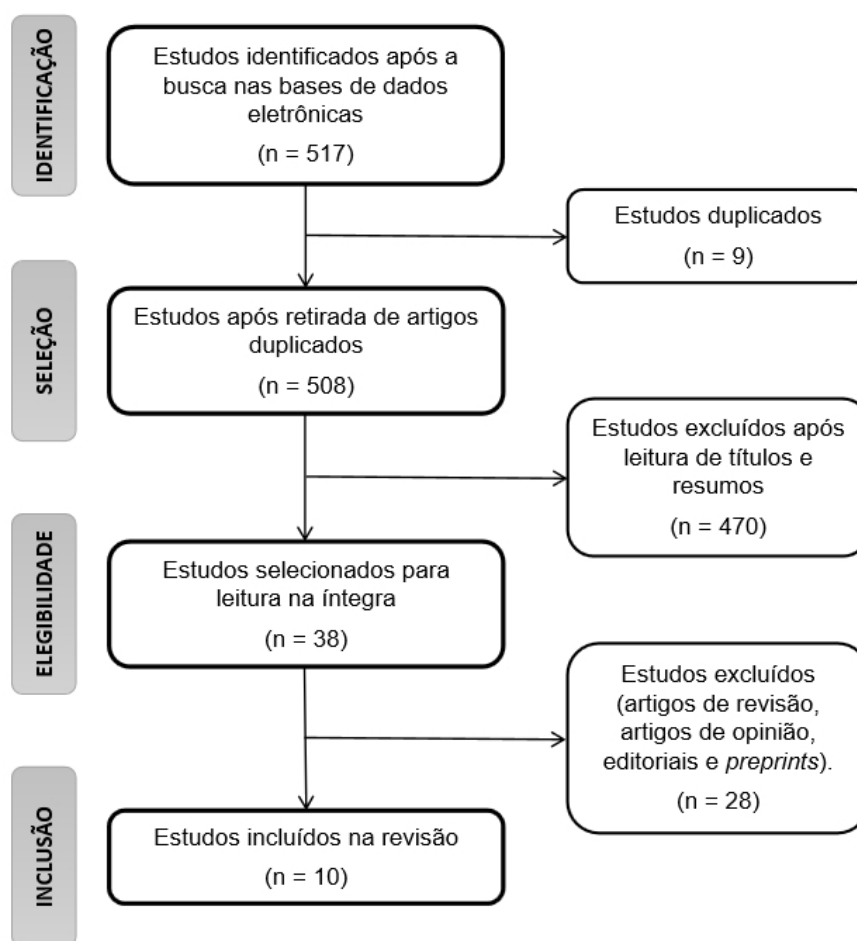 IDENTIFICAÇÃO
Estudos identificados após a
busca nas bases de dados
eletrônicas
(n = 517)
Estudos duplicados
(n = 9)
SELEÇÃO
Estudos após retirada de artigos
duplicados
(n = 508)
Estudos excluídos após
leitura de títulos e
resumos
(n = 470)
ELEGIBILIDADE
Estudos selecionados para
leitura na íntegra
(n = 38)
Estudos excluídos
(artigos de revisão,
artigos de opinião,
editoriais e preprints).
(n = 28)
INCLUSÃO
Estudos incluídos na revisão
(n = 10)